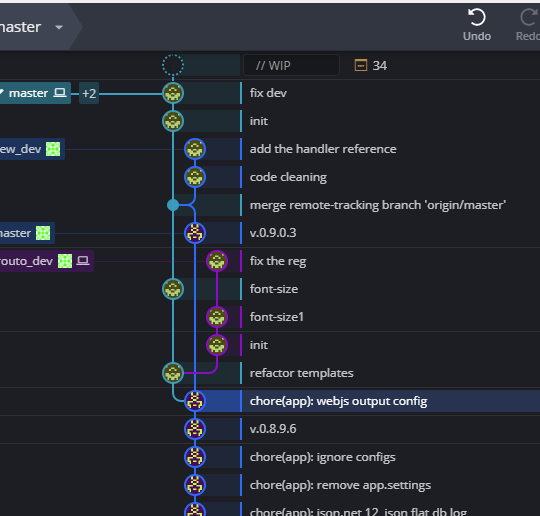 master
Undo
Redo
// WIP 34
master +2 fix dev
init
ew_dev add the handler reference
code cleaning
merge remote-tracking branch 'origin/master'
master v.0.9.0.3
routo_dev fix the reg
font-size
font-size1
init
refactor templates
chore(app): webjs output config
v.0.8.9.6
chore(app): ignore configs
chore(app): remove app.settings
chore(app): json.net 12, json flat db,log